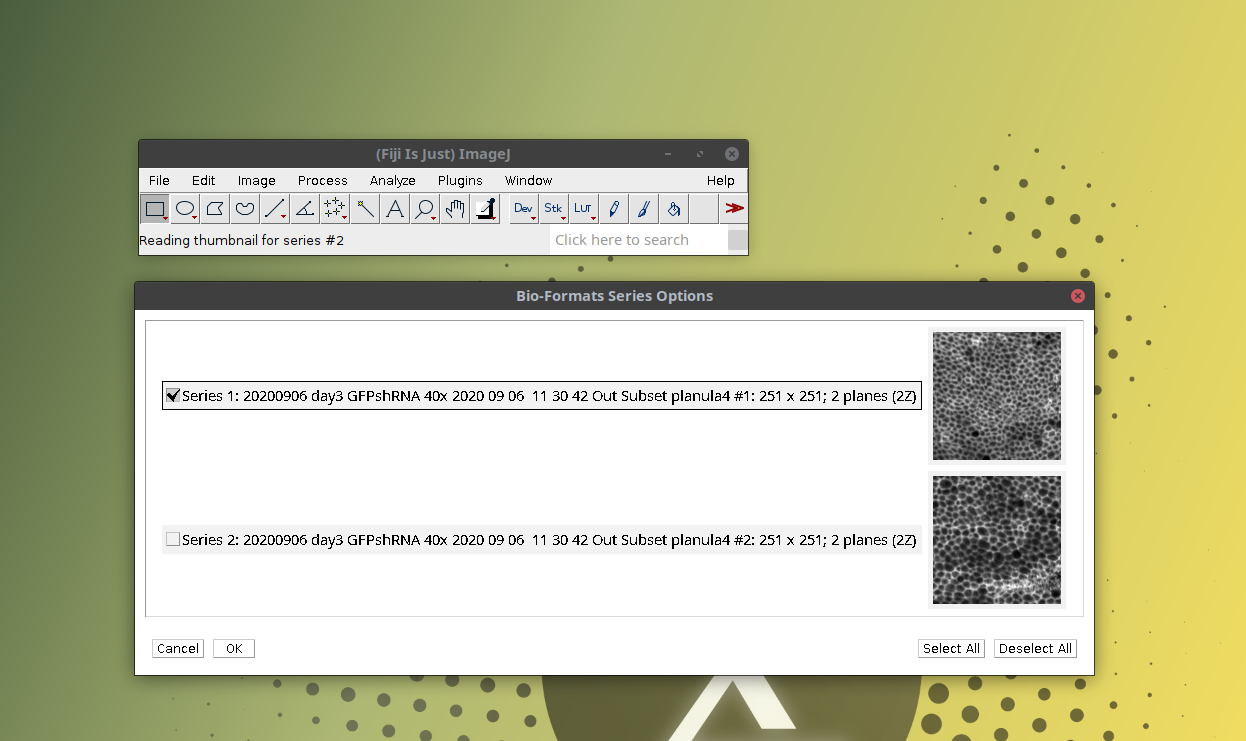 (Fiji Is Just) ImageJ
File Edit Image Process Analyze Plugins Window Help
Dev Stk LUT
Reading thumbnail for series #2 Click here to search
Bio-Formats Series Options
Series 1: 20200906 day3 GFPshRNA 40x 2020 09 06  11 30 42 Out Subset planula4 #1: 251 x 251; 2 planes (2Z)
Series 2: 20200906 day3 GFPshRNA 40x 2020 09 06  11 30 42 Out Subset planula4 #2: 251 x 251; 2 planes (2Z)
Cancel OK Select All Deselect All